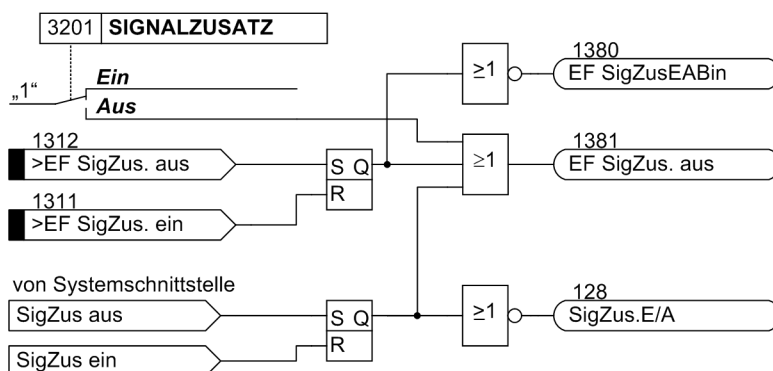 3201 SIGNALZUSATZ
„1“
Ein
Aus
≥1
1380
EF SigZusEABin
1312
>EF SigZus. aus
S Q
R
≥1
1381
EF SigZus. aus
1311
>EF SigZus. ein
von Systemschnittstelle
SigZus aus
S Q
R
≥1
128
SigZus.E/A
SigZus ein